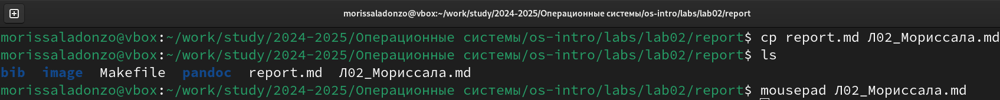 morissaladonzo@vbox:~/work/study/2024-2025/Операционные системы/os-intro/labs/lab02/report
morissaladonzo@vbox:~/work/study/2024-2025/Операционные системы/os-intro/labs/lab02/report$ cp report.md Л02_Мориссала.md
morissaladonzo@vbox:~/work/study/2024-2025/Операционные системы/os-intro/labs/lab02/report$ ls
bib  image  Makefile  pandoc  report.md  Л02_Мориссала.md
morissaladonzo@vbox:~/work/study/2024-2025/Операционные системы/os-intro/labs/lab02/report$ mousepad Л02_Мориссала.md